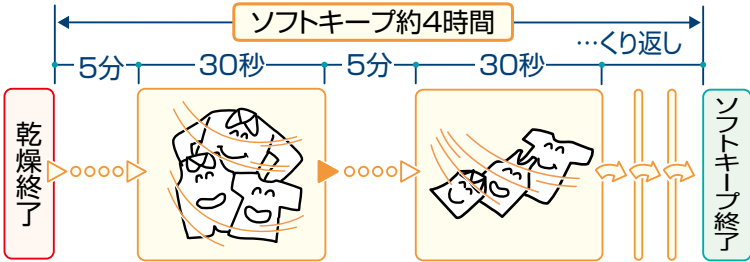 ソフトキープ約4時間
…くり返し
5分
30秒
5分
30秒
乾燥終了
ソフトキープ終了